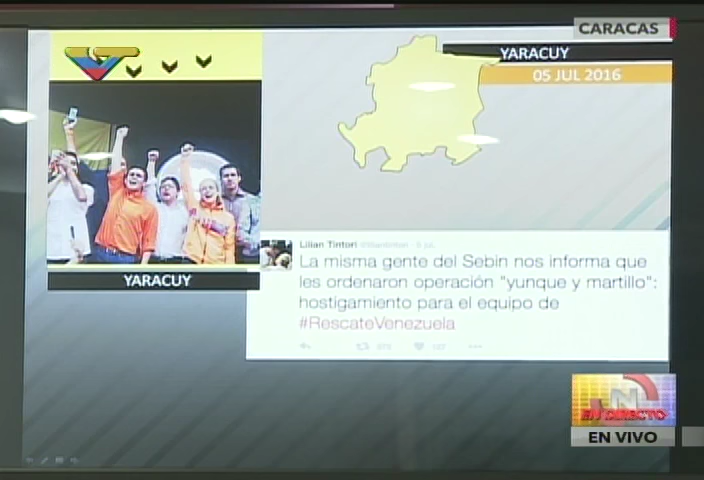 CARACAS
YARACUY
05 JUL 2016
Lilian Tintori
La misma gente del Sebin nos informa que
les ordenaron operación "yunque y martillo":
hostigamiento para el equipo de
#RescateVenezuela
YARACUY
EN DIRECTO
EN VIVO